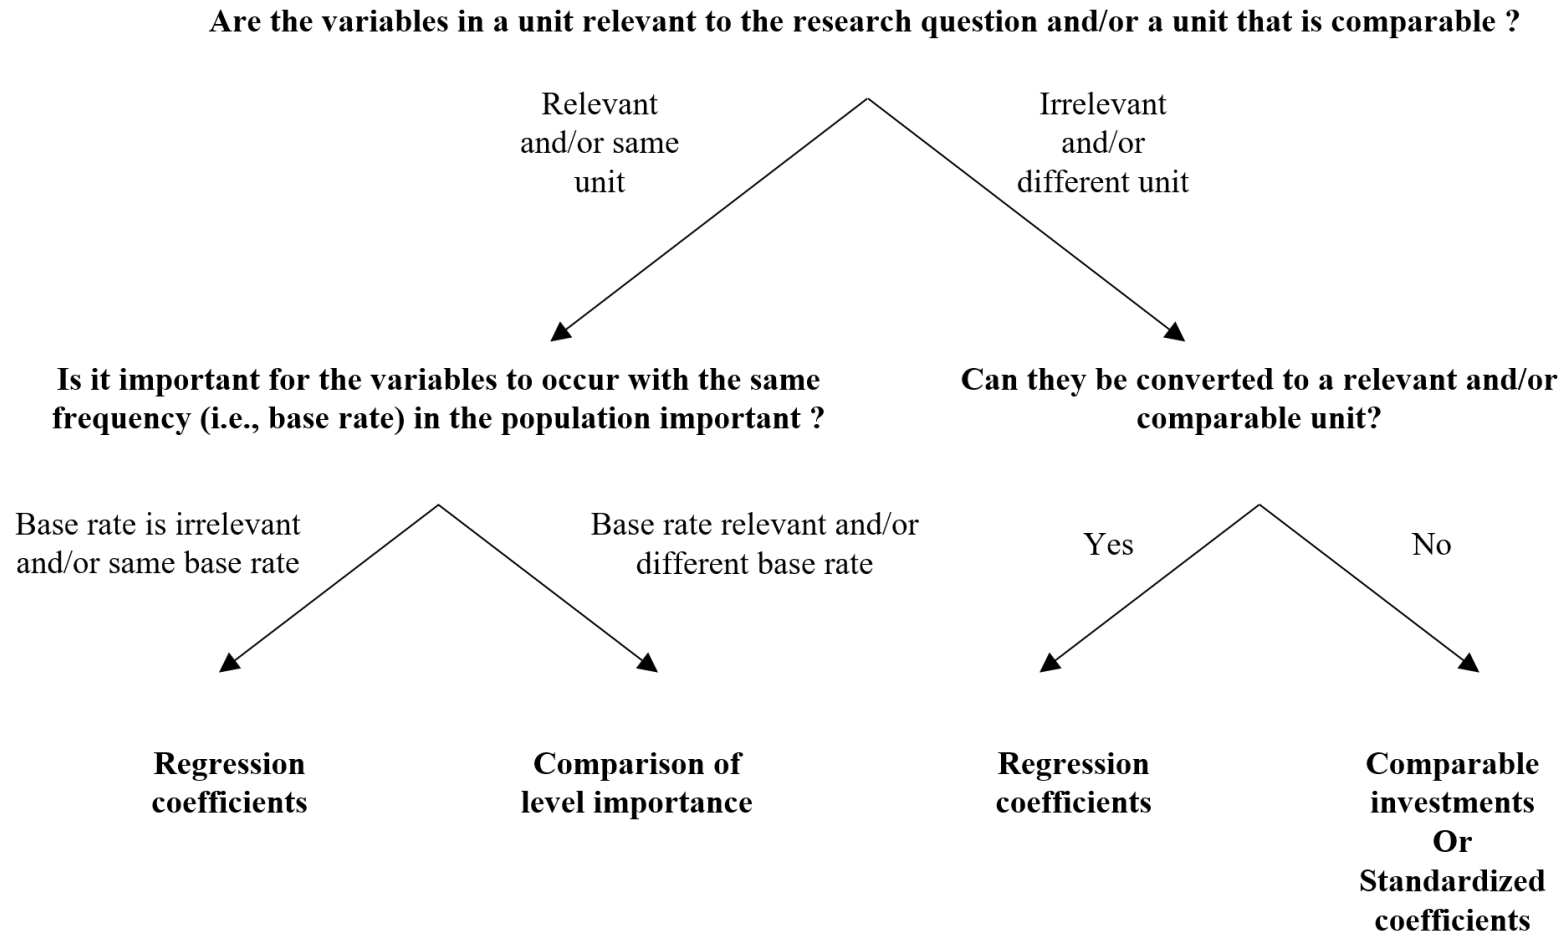 Are the variables in a unit relevant to the research question and/or a unit that is comparable ?
Relevant
and/or same
unit
Irrelevant
and/or
different unit
Is it important for the variables to occur with the same
frequency (i.e., base rate) in the population important ?
Can they be converted to a relevant and/or
comparable unit?
Base rate is irrelevant
and/or same base rate
Base rate relevant and/or
different base rate
Yes
No
Regression
coefficients
Comparison of
level importance
Regression
coefficients
Comparable
investments
Or
Standardized
coefficients